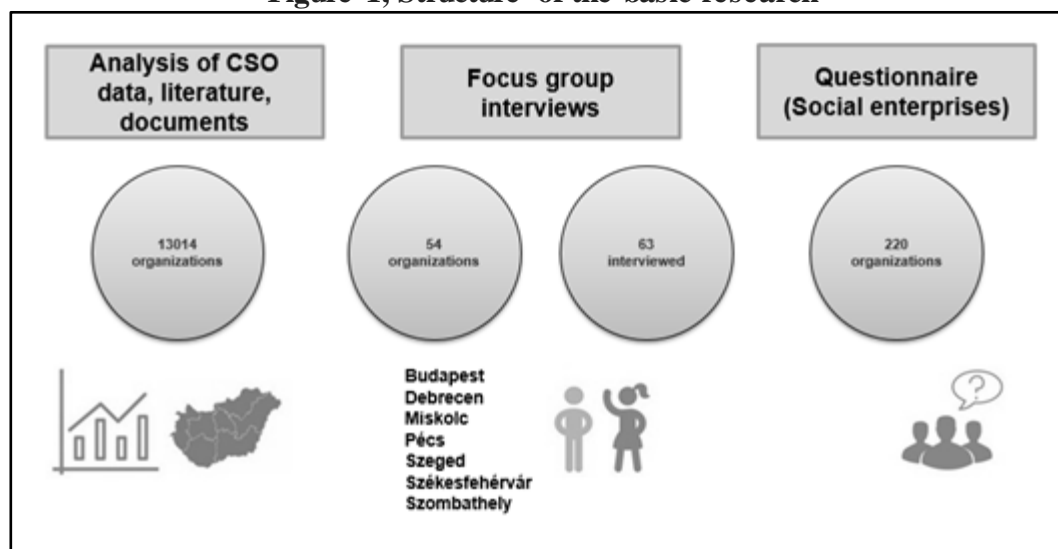 Figure 1, Structure of the basic research
Analysis of CSO
data, literature,
documents
Focus group
interviews
Questionnaire
(Social enterprises)
13014
organizations
54
organizations
63
interviewed
220
organizations
Budapest
Debrecen
Miskolc
Pécs
Szeged
Székesfehérvár
Szombathely
?